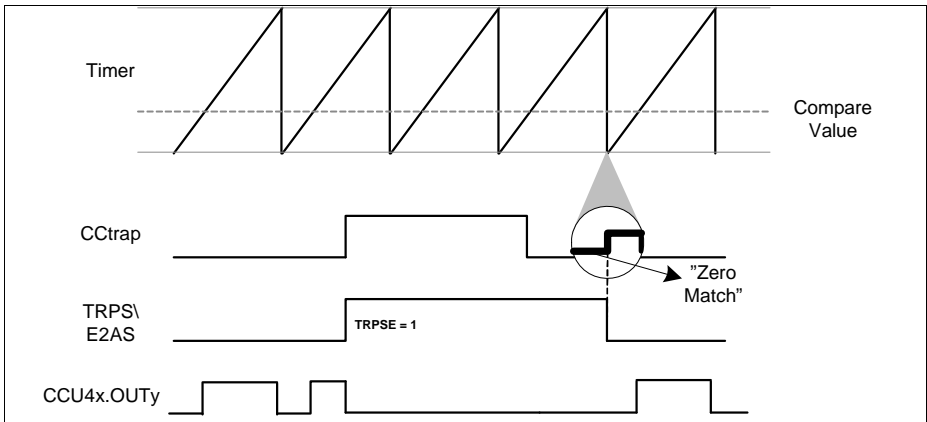 Timer
Compare
Value
CCtrap
"Zero
Match"
TRPS\
E2AS
TRPSE = 1
CCU4x.OUTy